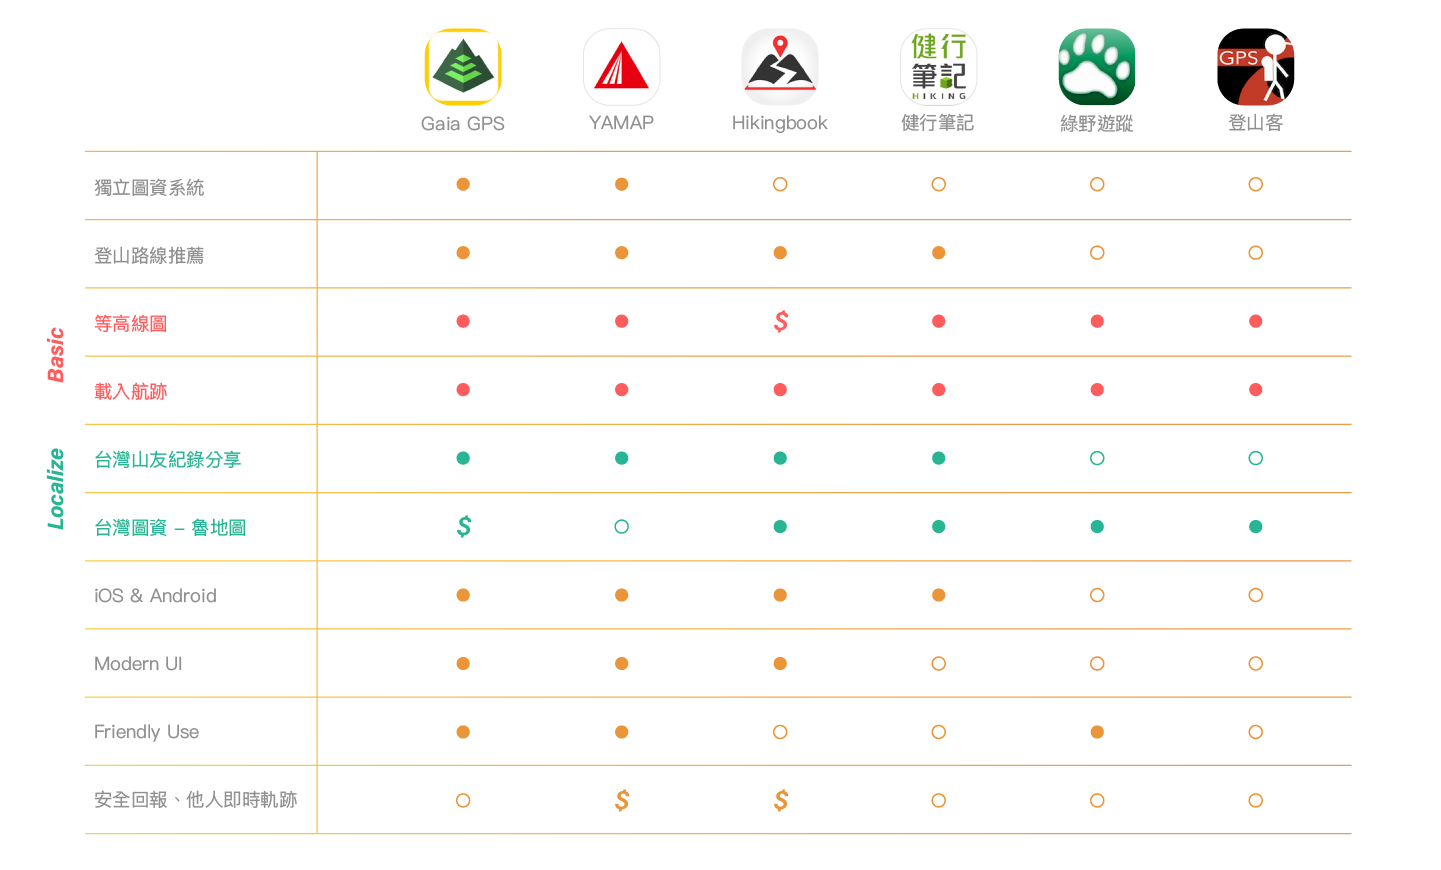 健行
筆記
HIKING
GPS
Gaia GPS
YAMAP
Hikingbook
健行筆記
綠野遊蹤
登山客
獨立圖資系統
登山路線推薦
Basic
等高線圖
$
載入航跡
Localize
台灣山友紀錄分享
台灣圖資 – 魯地圖
$
iOS & Android
Modern UI
Friendly Use
安全回報、他人即時軌跡
$
$